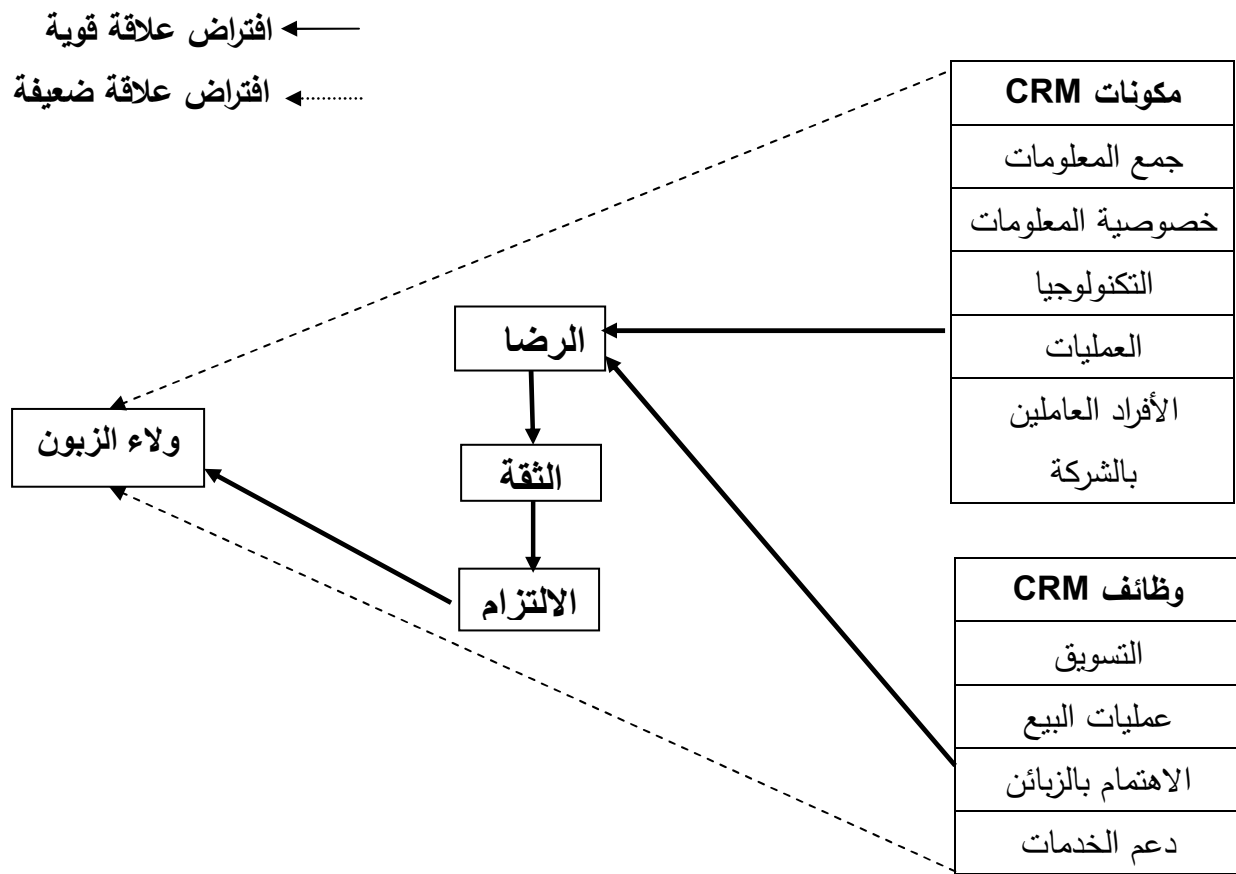 افتراض علاقة قوية
افتراض علاقة ضعيفة
مكونات CRM
جمع المعلومات
خصوصية المعلومات
التكنولوجيا
العمليات
الأفراد العاملين
بالشركة
الرضا
الثقة
الالتزام
ولاء الزبون
وظائف CRM
التسويق
عمليات البيع
الاهتمام بالزبائن
دعم الخدمات